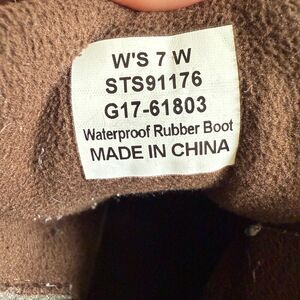 W'S 7 W
STS91176
G17-61803
Waterproof Rubber Boot
MADE IN CHINA